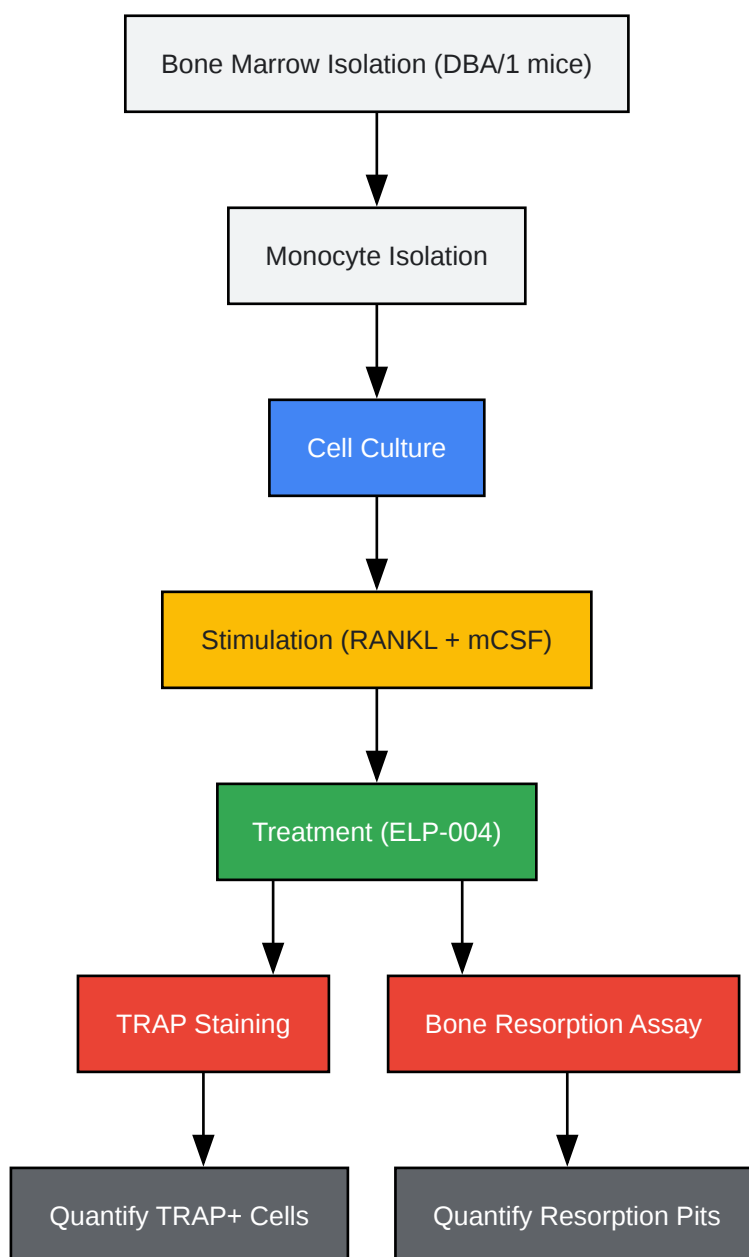 Bone Marrow Isolation (DBA/1 mice)
Monocyte Isolation
Cell Culture
Stimulation (RANKL + mCSF)
Treatment (ELP-004)
TRAP Staining
Bone Resorption Assay
Quantify TRAP+ Cells
Quantify Resorption Pits